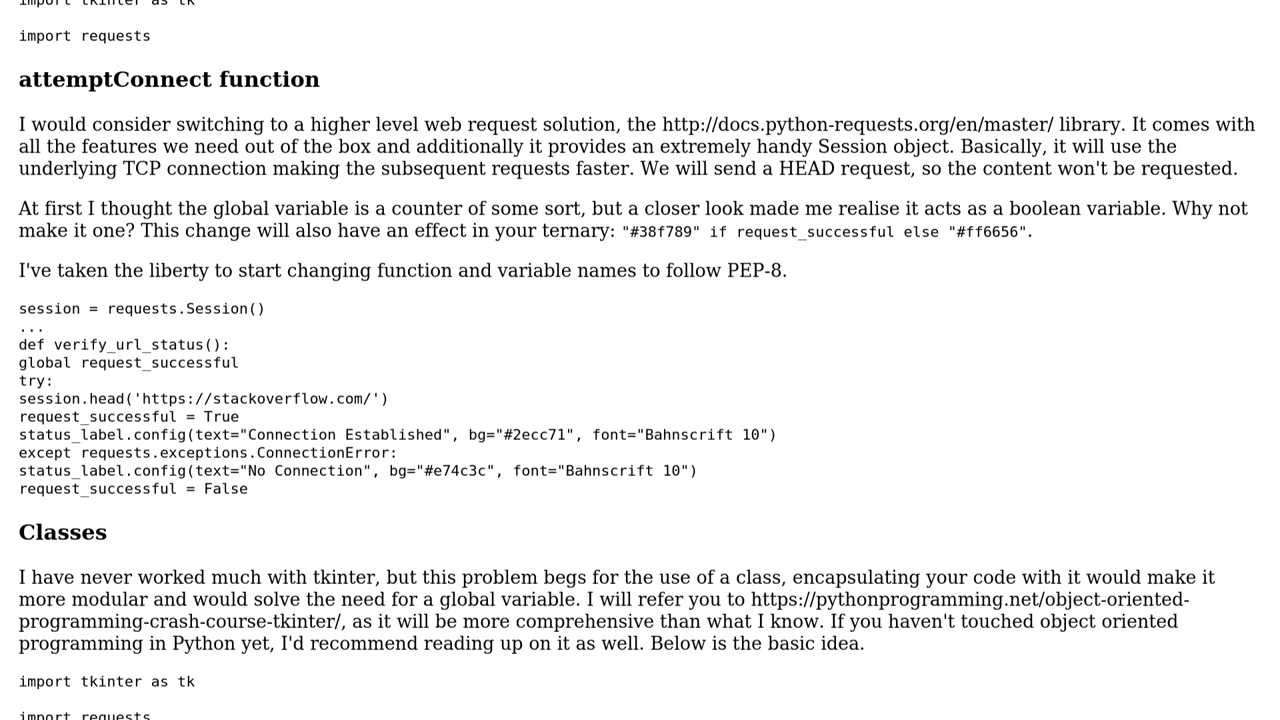 import tkinter as tk
import requests
attemptConnect function
I would consider switching to a higher level web request solution, the http://docs.python-requests.org/en/master/ library. It comes with
all the features we need out of the box and additionally it provides an extremely handy Session object. Basically, it will use the
underlying TCP connection making the subsequent requests faster. We will send a HEAD request, so the content won't be requested.
At first I thought the global variable is a counter of some sort, but a closer look made me realise it acts as a boolean variable. Why not
make it one? This change will also have an effect in your ternary: "#38f789" if request_successful else "#ff6656".
I've taken the liberty to start changing function and variable names to follow PEP-8.
session = requests.Session()
...
def verify_url_status():
global request_successful
try:
session.head('https://stackoverflow.com/')
request_successful = True
status_label.config(text="Connection Established", bg="#2ecc71", font="Bahnscrift 10")
except requests.exceptions.ConnectionError:
status_label.config(text="No Connection", bg="#e74c3c", font="Bahnscrift 10")
request_successful = False
Classes
I have never worked much with tkinter, but this problem begs for the use of a class, encapsulating your code with it would make it
more modular and would solve the need for a global variable. I will refer you to https://pythonprogramming.net/object-oriented-
programming-crash-course-tkinter/, as it will be more comprehensive than what I know. If you haven't touched object oriented
programming in Python yet, I'd recommend reading up on it as well. Below is the basic idea.
import tkinter as tk
import requests